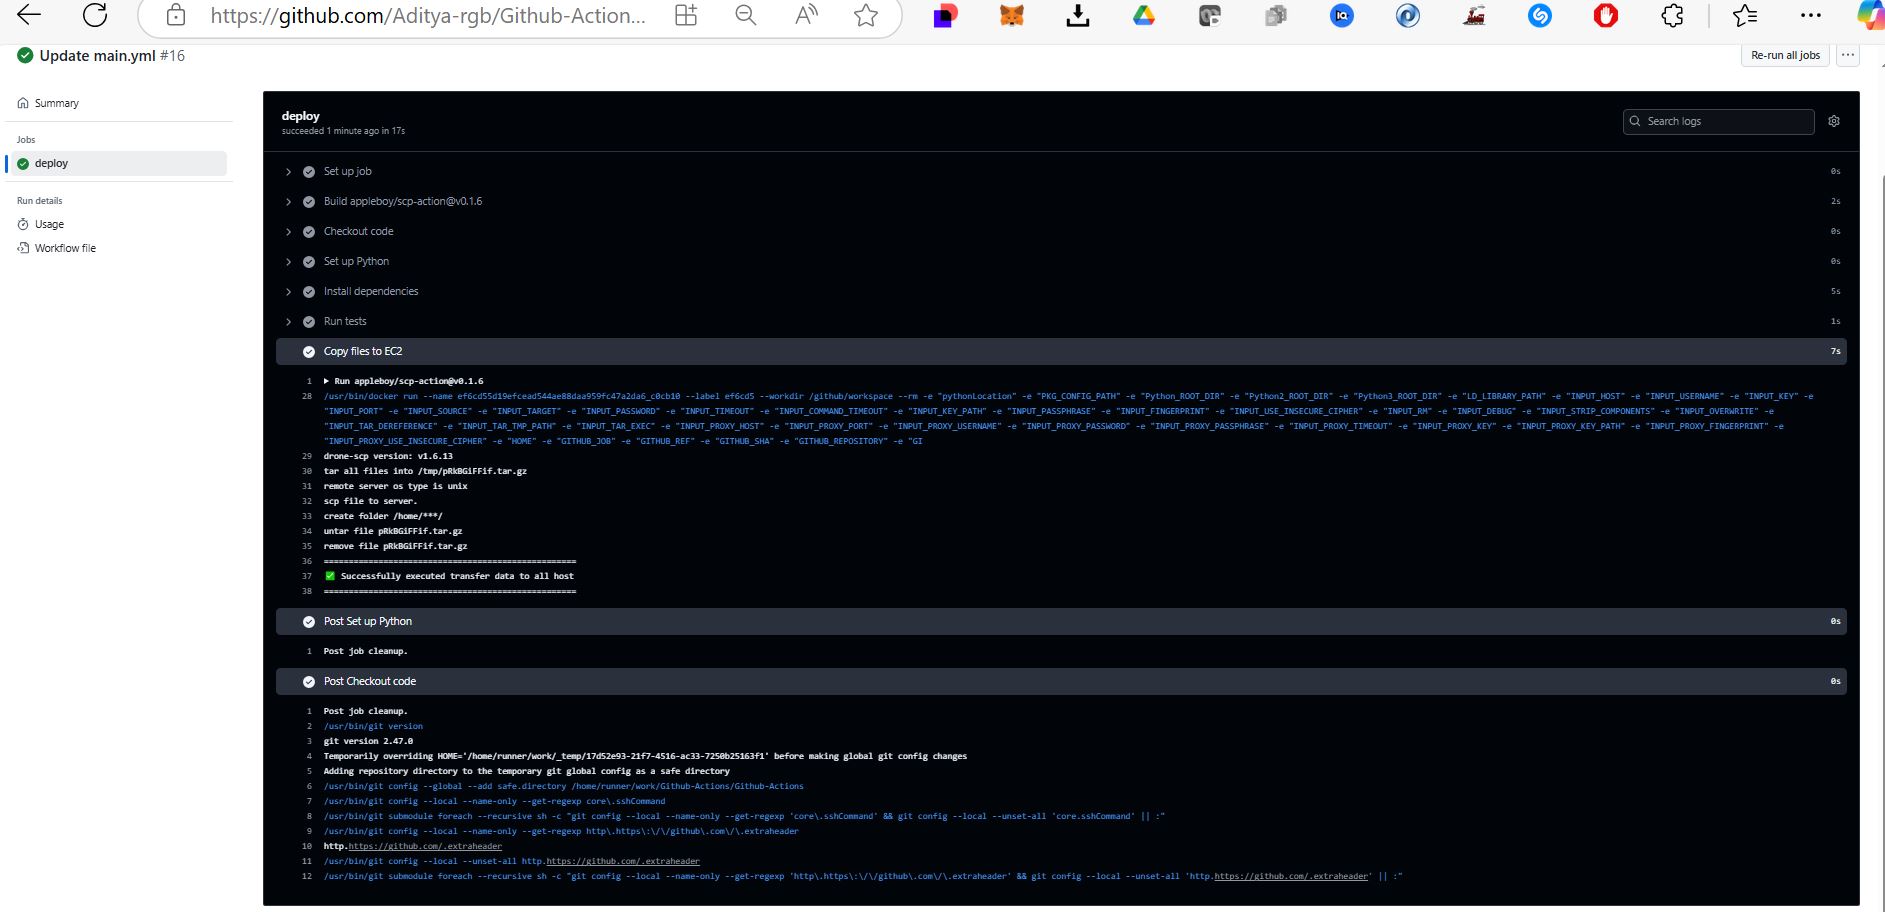 https://github.com/Aditya-rgb/Github-Action...
Update main.yml #16
Re-run all jobs
Summary
Jobs
deploy
Run details
Usage
Workflow file
deploy
succeeded 1 minute ago in 17s
Search logs
Set up job 0s
Build appleboy/scp-action@v0.1.6 2s
Checkout code 0s
Set up Python 0s
Install dependencies 5s
Run tests 1s
Copy files to EC2 7s
1 Run appleboy/scp-action@v0.1.6
28 /usr/bin/docker run --name ef6cd55d19efcead544ae88daa959fc47a2da6_c0cb10 --label ef6cd5 --workdir /github/workspace --rm -e "pythonLocation" -e "PKG_CONFIG_PATH" -e "Python_ROOT_DIR" -e "Python2_ROOT_DIR" -e "Python3_ROOT_DIR" -e "LD_LIBRARY_PATH" -e "INPUT_HOST" -e "INPUT_USERNAME" -e "INPUT_KEY" -e
"INPUT_PORT" -e "INPUT_SOURCE" -e "INPUT_TARGET" -e "INPUT_PASSWORD" -e "INPUT_TIMEOUT" -e "INPUT_COMMAND_TIMEOUT" -e "INPUT_KEY_PATH" -e "INPUT_PASSPHRASE" -e "INPUT_FINGERPRINT" -e "INPUT_USE_INSECURE_CIPHER" -e "INPUT_RM" -e "INPUT_DEBUG" -e "INPUT_STRIP_COMPONENTS" -e "INPUT_OVERWRITE" -e
"INPUT_TAR_DEREFERENCE" -e "INPUT_TAR_TMP_PATH" -e "INPUT_TAR_EXEC" -e "INPUT_PROXY_HOST" -e "INPUT_PROXY_PORT" -e "INPUT_PROXY_USERNAME" -e "INPUT_PROXY_PASSWORD" -e "INPUT_PROXY_PASSPHRASE" -e "INPUT_PROXY_TIMEOUT" -e "INPUT_PROXY_KEY" -e "INPUT_PROXY_KEY_PATH" -e "INPUT_PROXY_FINGERPRINT" -e
"INPUT_PROXY_USE_INSECURE_CIPHER" -e "HOME" -e "GITHUB_JOB" -e "GITHUB_REF" -e "GITHUB_SHA" -e "GITHUB_REPOSITORY" -e "GI
29 drone-scp version: v1.6.13
30 tar all files into /tmp/pRkBGiFFif.tar.gz
31 remote server os type is unix
32 scp file to server.
33 create folder /home/***/
34 untar file pRkBGiFFif.tar.gz
35 remove file pRkBGiFFif.tar.gz
36 ===================================================
37 ✅ Successfully executed transfer data to all host
38 ===================================================
Post Set up Python 0s
1 Post job cleanup.
Post Checkout code 0s
1 Post job cleanup.
2 /usr/bin/git version
3 git version 2.47.0
4 Temporarily overriding HOME='/home/runner/work/_temp/17d52e93-21f7-4516-ac33-7250b25163f1' before making global git config changes
5 Adding repository directory to the temporary git global config as a safe directory
6 /usr/bin/git config --global --add safe.directory /home/runner/work/Github-Actions/Github-Actions
7 /usr/bin/git config --local --name-only --get-regexp core\.sshCommand
8 /usr/bin/git submodule foreach --recursive sh -c "git config --local --name-only --get-regexp 'core\.sshCommand' && git config --local --unset-all 'core.sshCommand' || :"
9 /usr/bin/git config --local --name-only --get-regexp http\.https\:\/\/github\.com\/\.extraheader
10 http.https://github.com/.extraheader
11 /usr/bin/git config --local --unset-all http.https://github.com/.extraheader
12 /usr/bin/git submodule foreach --recursive sh -c "git config --local --name-only --get-regexp 'http\.https\:\/\/github\.com\/\.extraheader' && git config --local --unset-all 'http.https://github.com/.extraheader' || :"